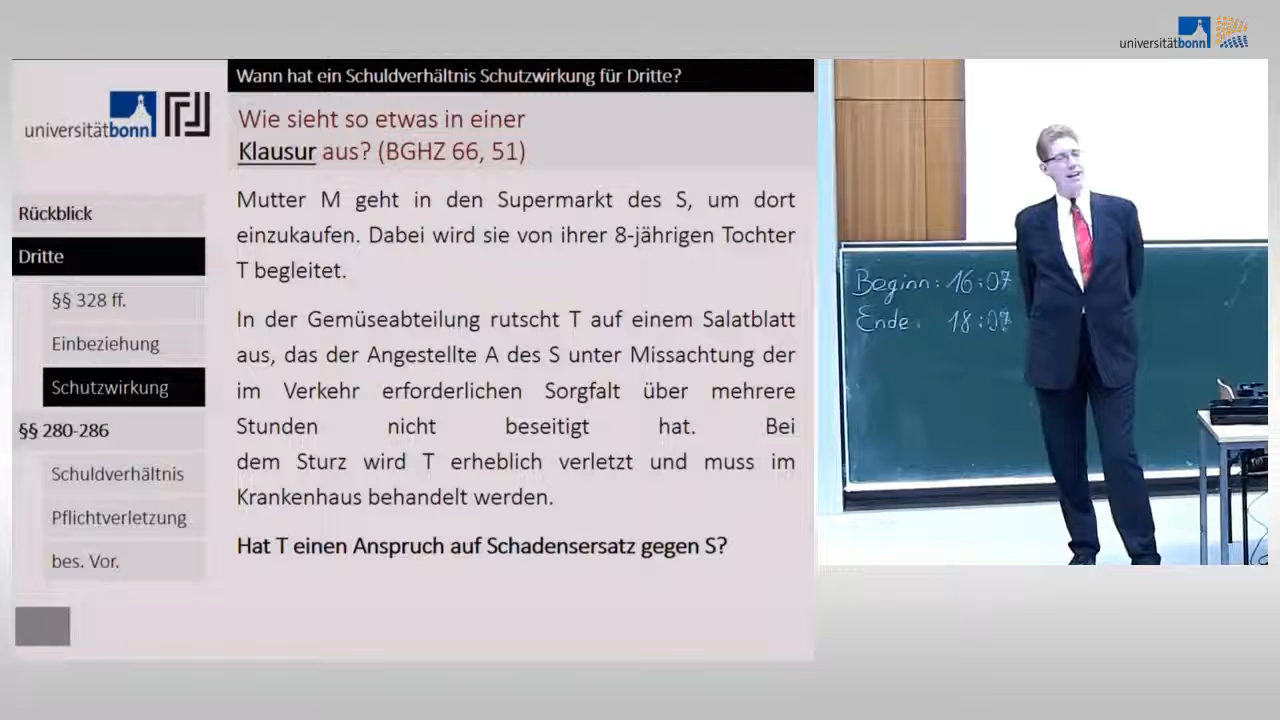 universitätbonn
universitätbonn
Wann hat ein Schuldverhältnis Schutzwirkung für Dritte?
Wie sieht so etwas in einer
Klausur aus? (BGHZ 66, 51)
Rückblick
Dritte
§§ 328 ff.
Einbeziehung
Schutzwirkung
§§ 280-286
Schuldverhältnis
Pflichtverletzung
bes. Vor.
Mutter M geht in den Supermarkt des S, um dort
einzukaufen. Dabei wird sie von ihrer 8-jährigen Tochter
T begleitet.
In der Gemüseabteilung rutscht T auf einem Salatblatt
aus, das der Angestellte A des S unter Missachtung der
im Verkehr erforderlichen Sorgfalt über mehrere
Stunden nicht beseitigt hat. Bei
dem Sturz wird T erheblich verletzt und muss im
Krankenhaus behandelt werden.
Hat T einen Anspruch auf Schadensersatz gegen S?
Beginn: 16:07
Ende: 18:07